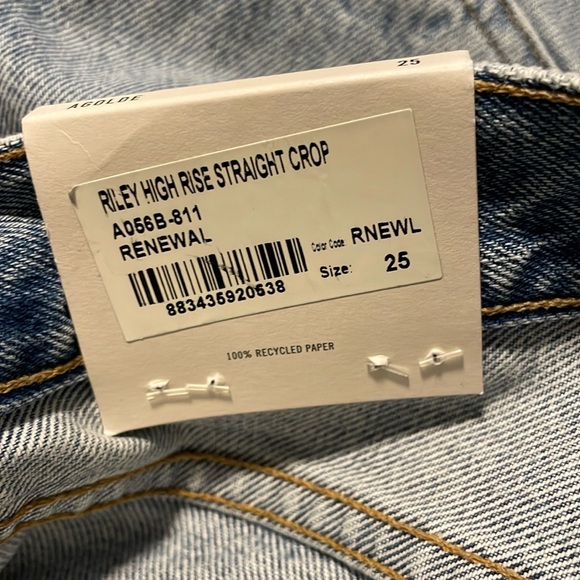 AGOLDE 25
RILEY HIGH RISE STRAIGHT CROP
A056B-811
RENEWAL
Color Code: RNEWL
Size: 25
883435920638
100% RECYCLED PAPER